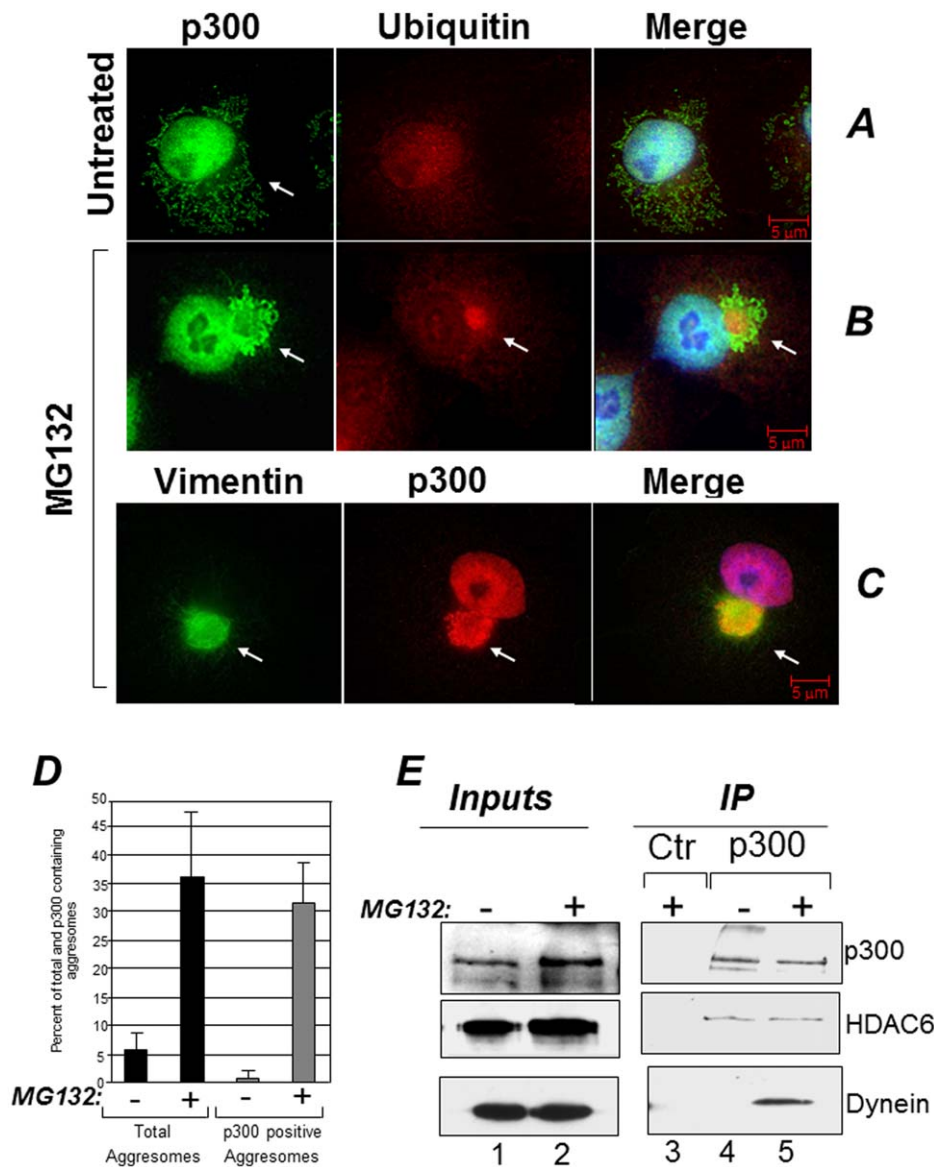 p300 Ubiquitin Merge
Untreated
A
5 µm
MG132
B
5 µm
Vimentin p300 Merge
C
5 µm
D
Percent of total and p300 containing
aggresomes
50
45
40
35
30
25
20
15
10
5
0
MG132: - + - +
Total
Aggresomes
p300 positive
Aggresomes
E
Inputs IP
Ctr p300
MG132: - + + - +
p300
HDAC6
Dynein
1 2 3 4 5